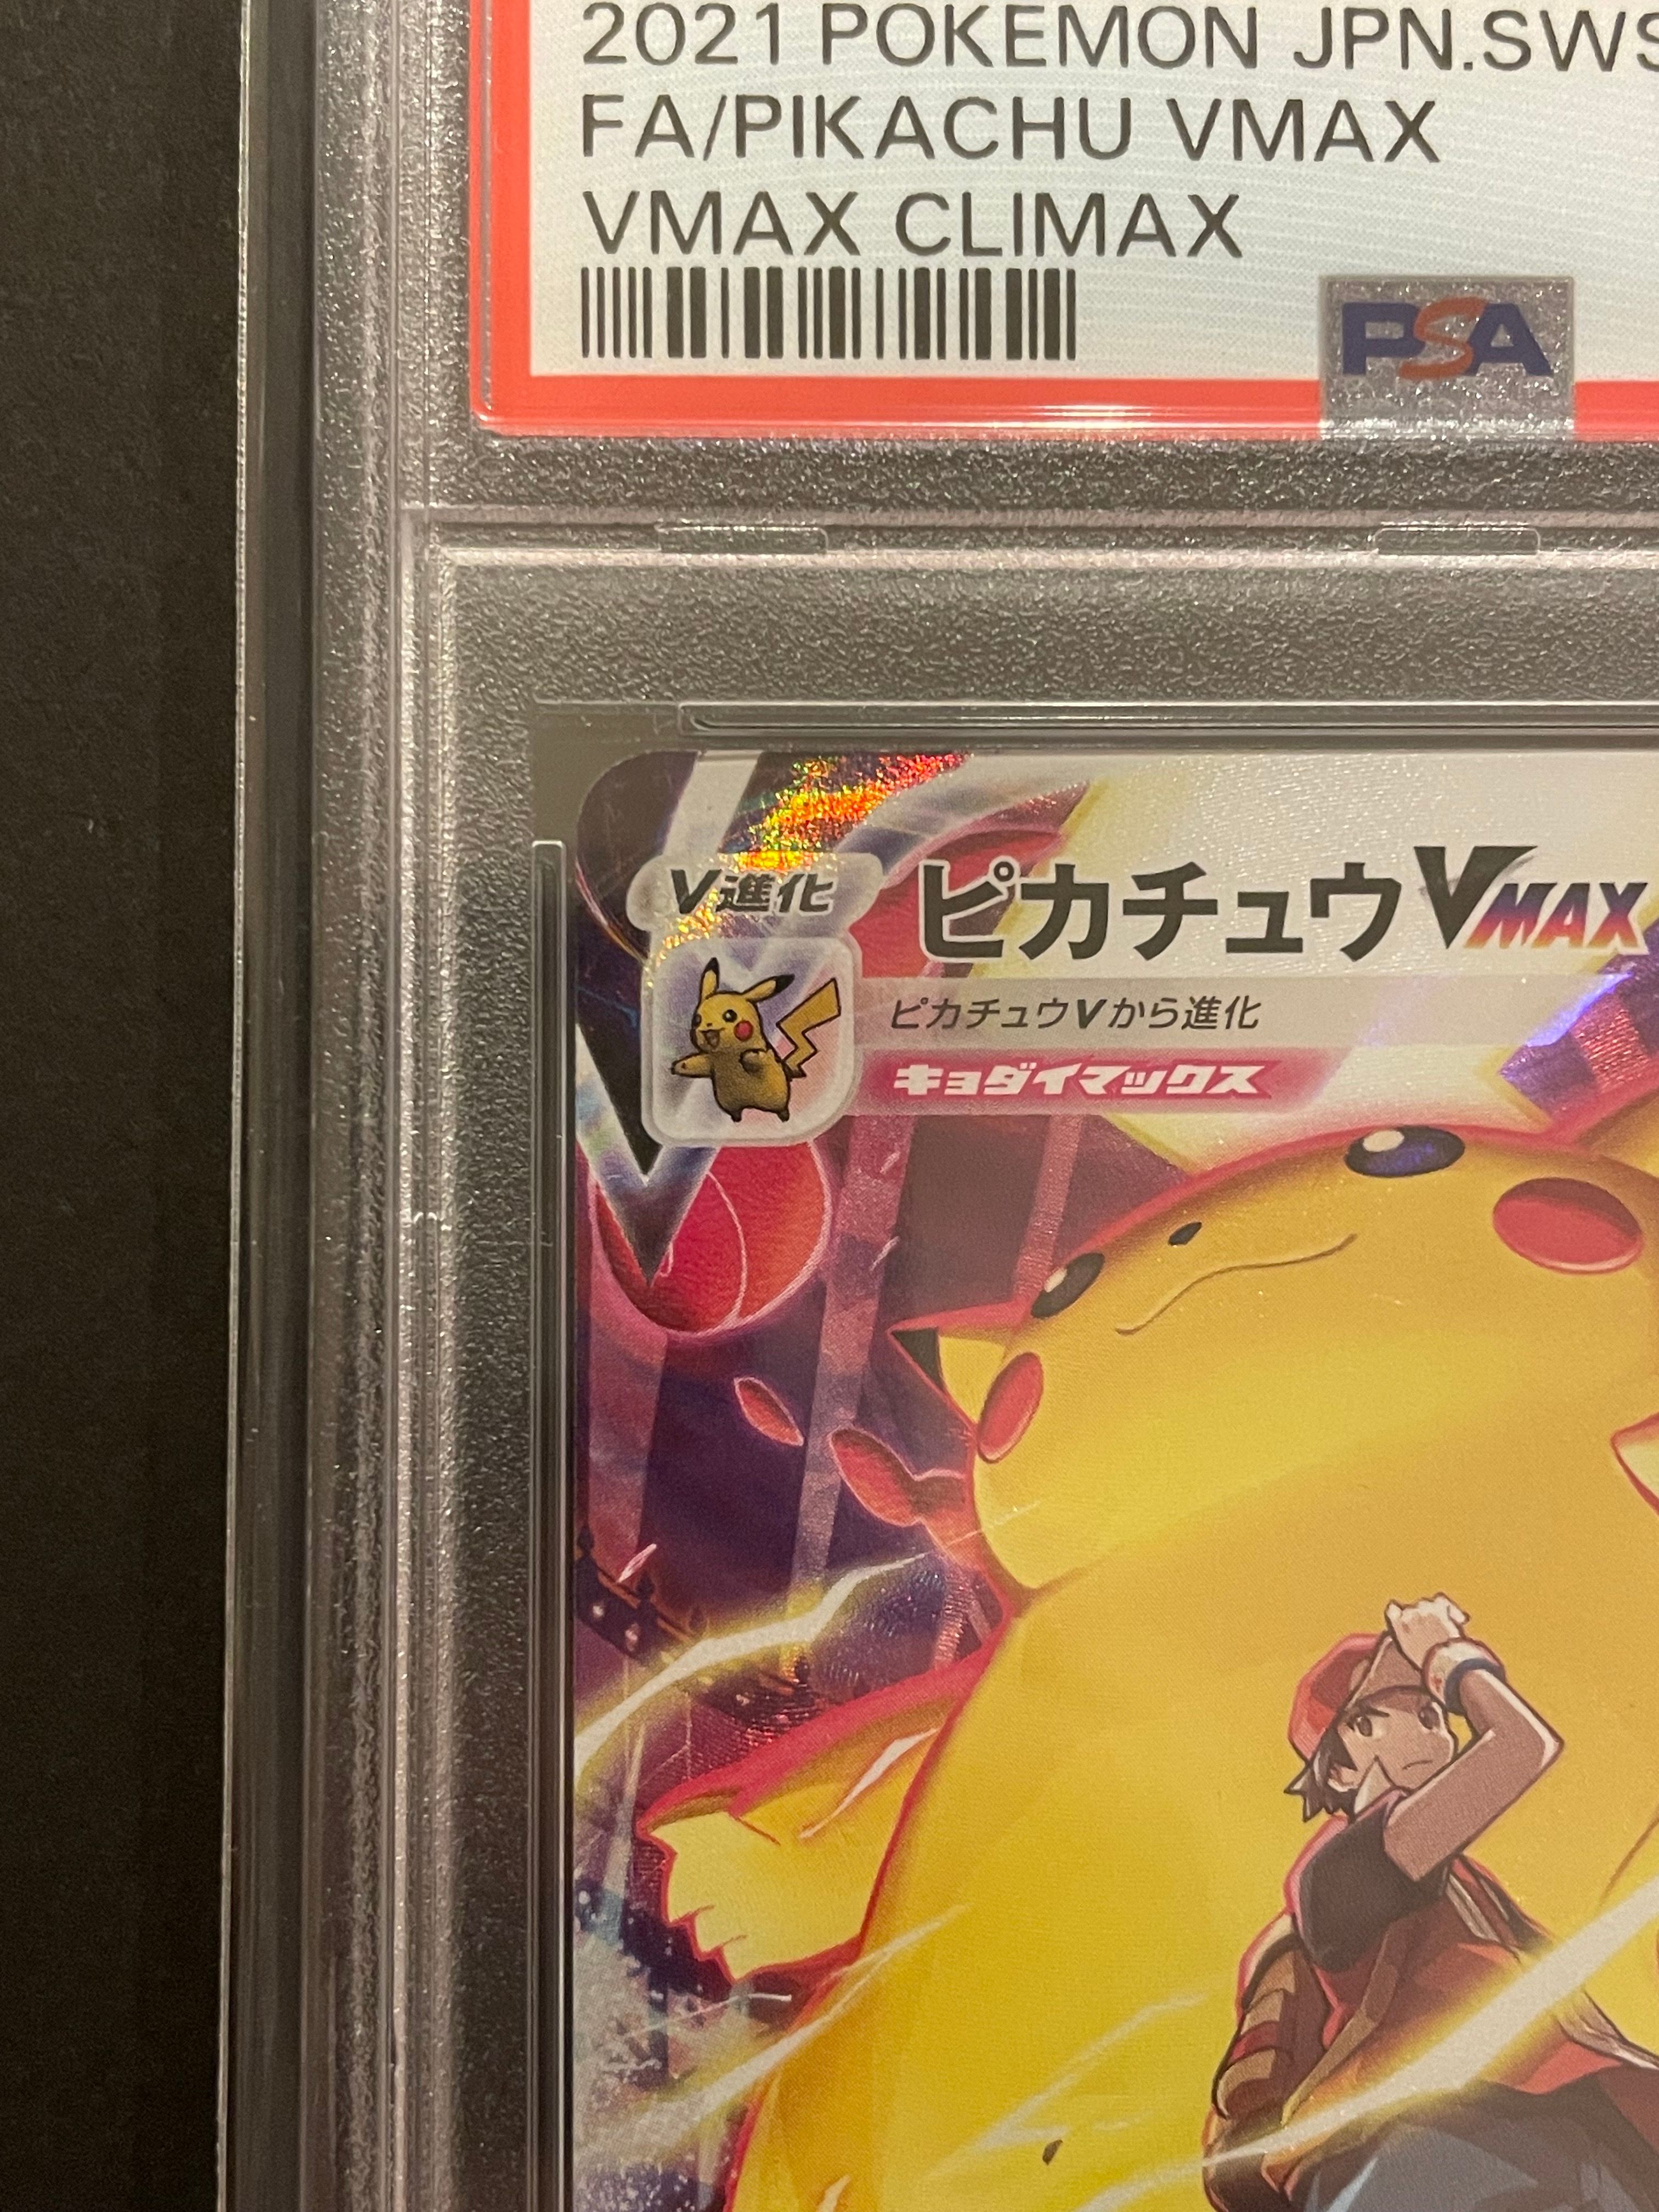 2021 POKEMON JPN.SWS
FA/PIKACHU VMAX
VMAX CLIMAX
PSA
V進化
ピカチュウVMAX
ピカチュウVから進化
キョダイマックス